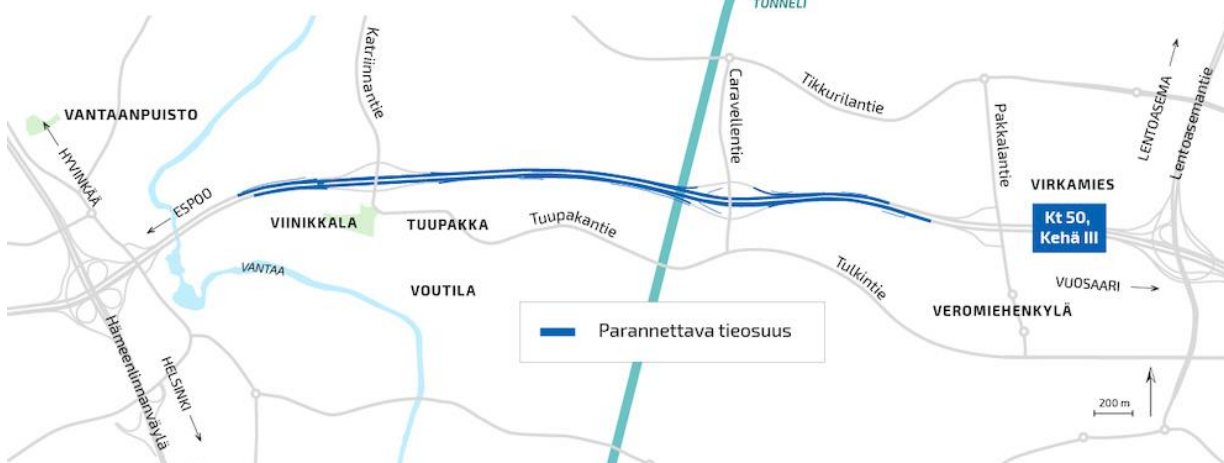 TUNNELI
Katriinnantie
Caravellentie
Tikkurilantie
Pakkalantie
LENTOASEMA
Lentoasemantie
VANTAANPUISTO
HYVINKÄÄ
ESPOO
VIINIKKALA
TUUPAKKA
Tuupakantie
VIRKAMIES
Kt 50,
Kehä III
VANTAA
VOUTILA
Tulkintie
VUOSAARI
VEROMIEHENKYLÄ
Hämeenlinnanväylä
HELSINKI
Parannettava tieosuus
200 m